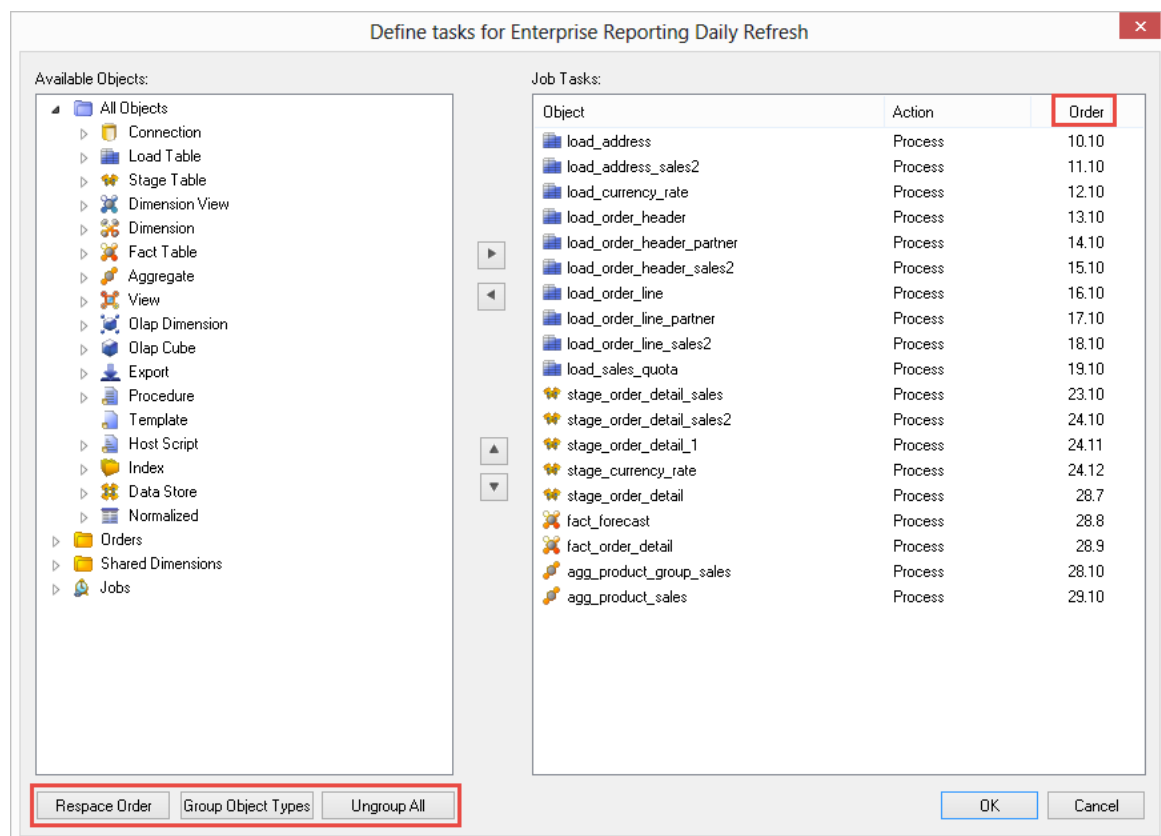 Define tasks for Enterprise Reporting Daily Refresh
Available Objects:
All Objects
Connection
Load Table
Stage Table
Dimension View
Dimension
Fact Table
Aggregate
View
Olap Dimension
Olap Cube
Export
Procedure
Template
Host Script
Index
Data Store
Normalized
Orders
Shared Dimensions
Jobs
Respace Order Group Object Types Ungroup All
Job Tasks:
Object Action Order
load_address Process 10.10
load_address_sales2 Process 11.10
load_currency_rate Process 12.10
load_order_header Process 13.10
load_order_header_partner Process 14.10
load_order_header_sales2 Process 15.10
load_order_line Process 16.10
load_order_line_partner Process 17.10
load_order_line_sales2 Process 18.10
load_sales_quota Process 19.10
stage_order_detail_sales Process 23.10
stage_order_detail_sales2 Process 24.10
stage_order_detail_1 Process 24.11
stage_currency_rate Process 24.12
stage_order_detail Process 28.7
fact_forecast Process 28.8
fact_order_detail Process 28.9
agg_product_group_sales Process 28.10
agg_product_sales Process 29.10
OK Cancel